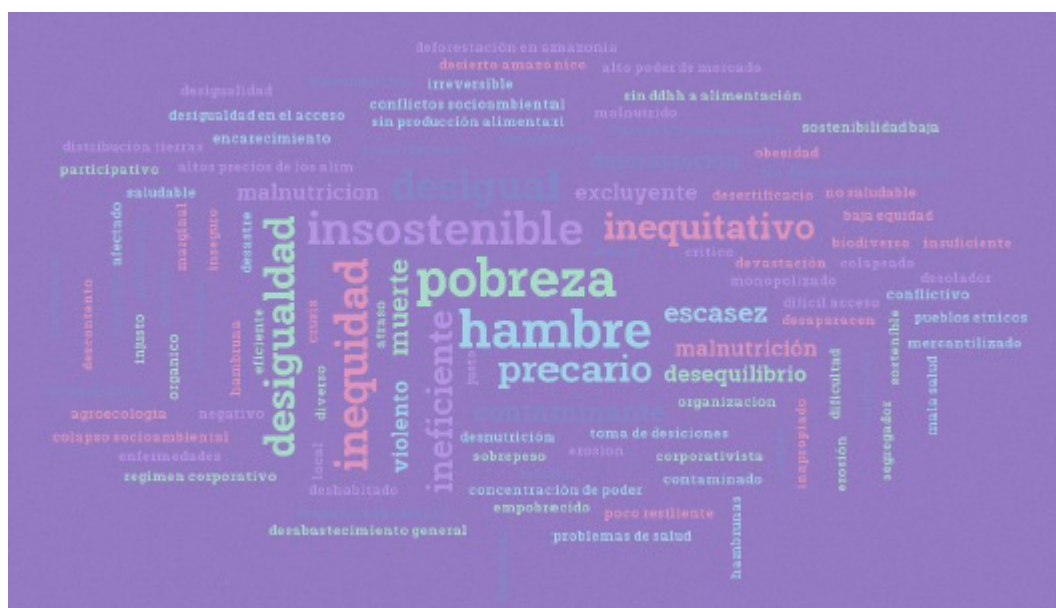 deforestación en amazonia
desierto amazónico
alto poder de mercado
irreversible
desigualidad
sin ddhh a alimentación
conflictos socioambiental
malnutrido
desigualdad en el acceso
sin producción alimentari
sostenibilidad baja
encarecimiento
distribución tierras
obesidad
participativo
altos precios de los alim
saludable
malnutricion
desigual
excluyente
desertificacio
no saludable
baja equidad
insostenible
inequitativo
biodiverso
insuficiente
critico
devastación
colapsado
afectado
marginal
inseguro
desastre
desigualdad
inequidad
muerte
pobreza
monopolizado
desolador
conflictivo
dificil acceso
hambre
escasez
desaparacen
pueblos etnicos
descontento
injusto
organico
hambruna
eficiente
crisis
atraso
ineficiente
malnutrición
sostenible
mercantilizado
justo
precario
desequilibrio
diverso
violento
dificultad
mala salud
agroecologia
negativo
contaminante
organizacion
segregador
inapropiado
colapso socioambiental
desnutrición
toma de desiciones
enfermedades
local
sobrepeso
erosion
corporativista
erosión
regimen corporativo
contaminado
deshabitado
concentración de poder
empobrecido
poco resiliente
hambrunas
desabastecimiento general
problemas de salud